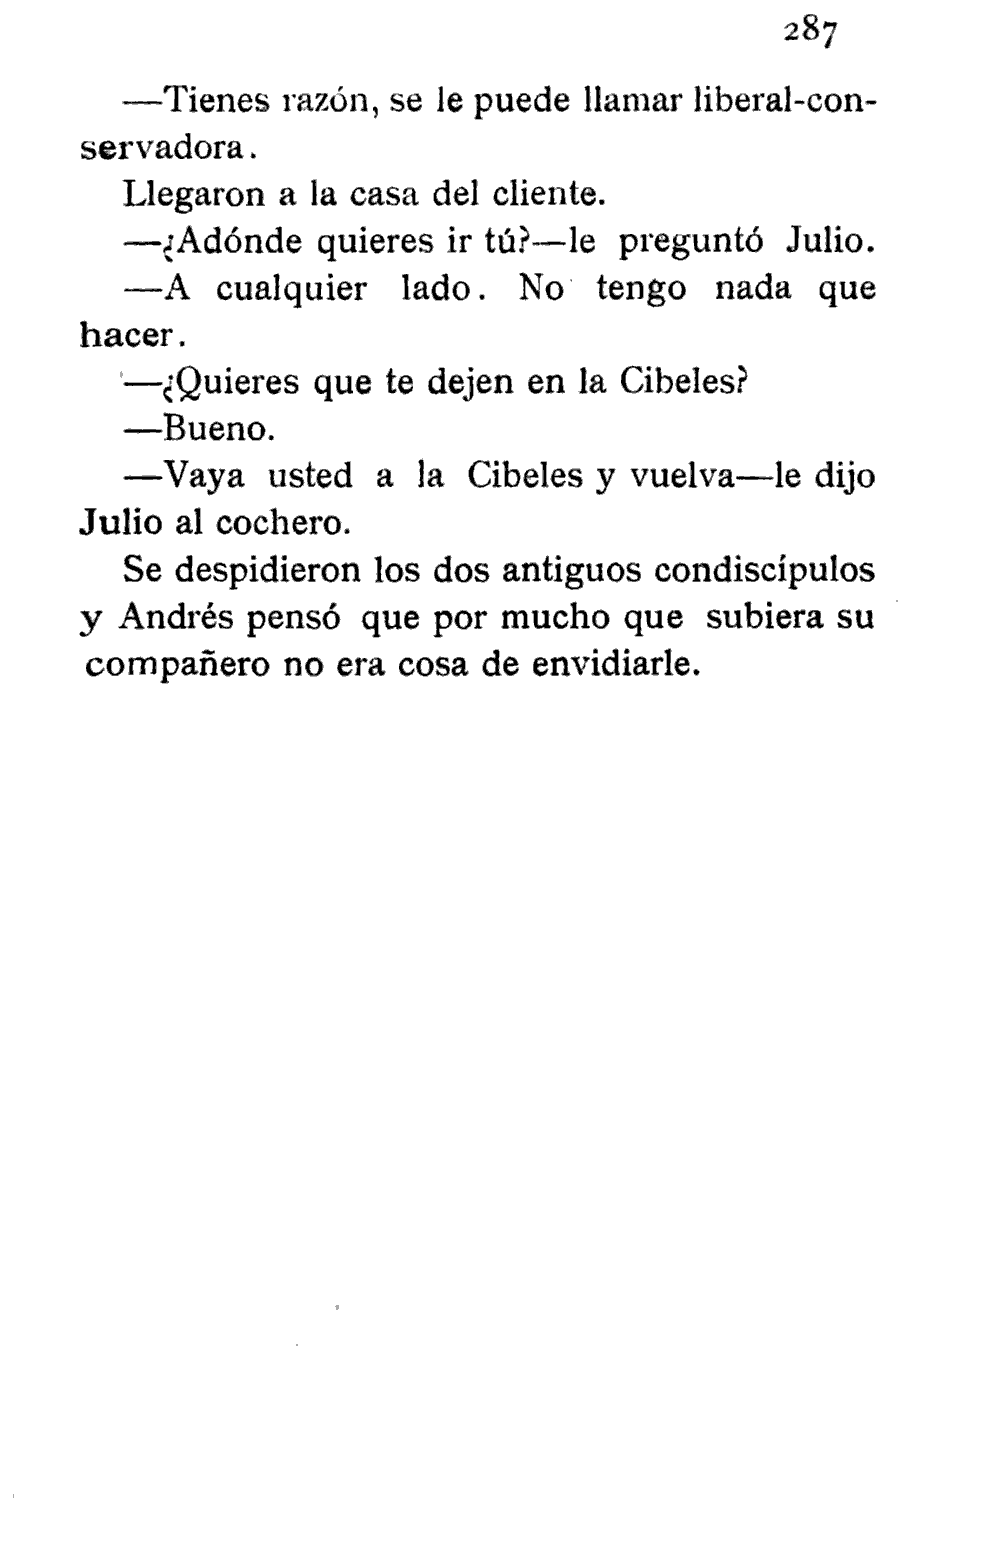 287
—Tienes razón, se le puede llamar liberal-con-
servadora.
Llegaron a la casa del cliente.
—¿Adónde quieres ir tú?—le preguntó Julio.
—A cualquier lado. No tengo nada que
hacer.
—¿Quieres que te dejen en la Cibeles?
—Bueno.
—Vaya usted a la Cibeles y vuelva—le dijo
Julio al cochero.
Se despidieron los dos antiguos condiscípulos
y Andrés pensó que por mucho que subiera su
compañero no era cosa de envidiarle.